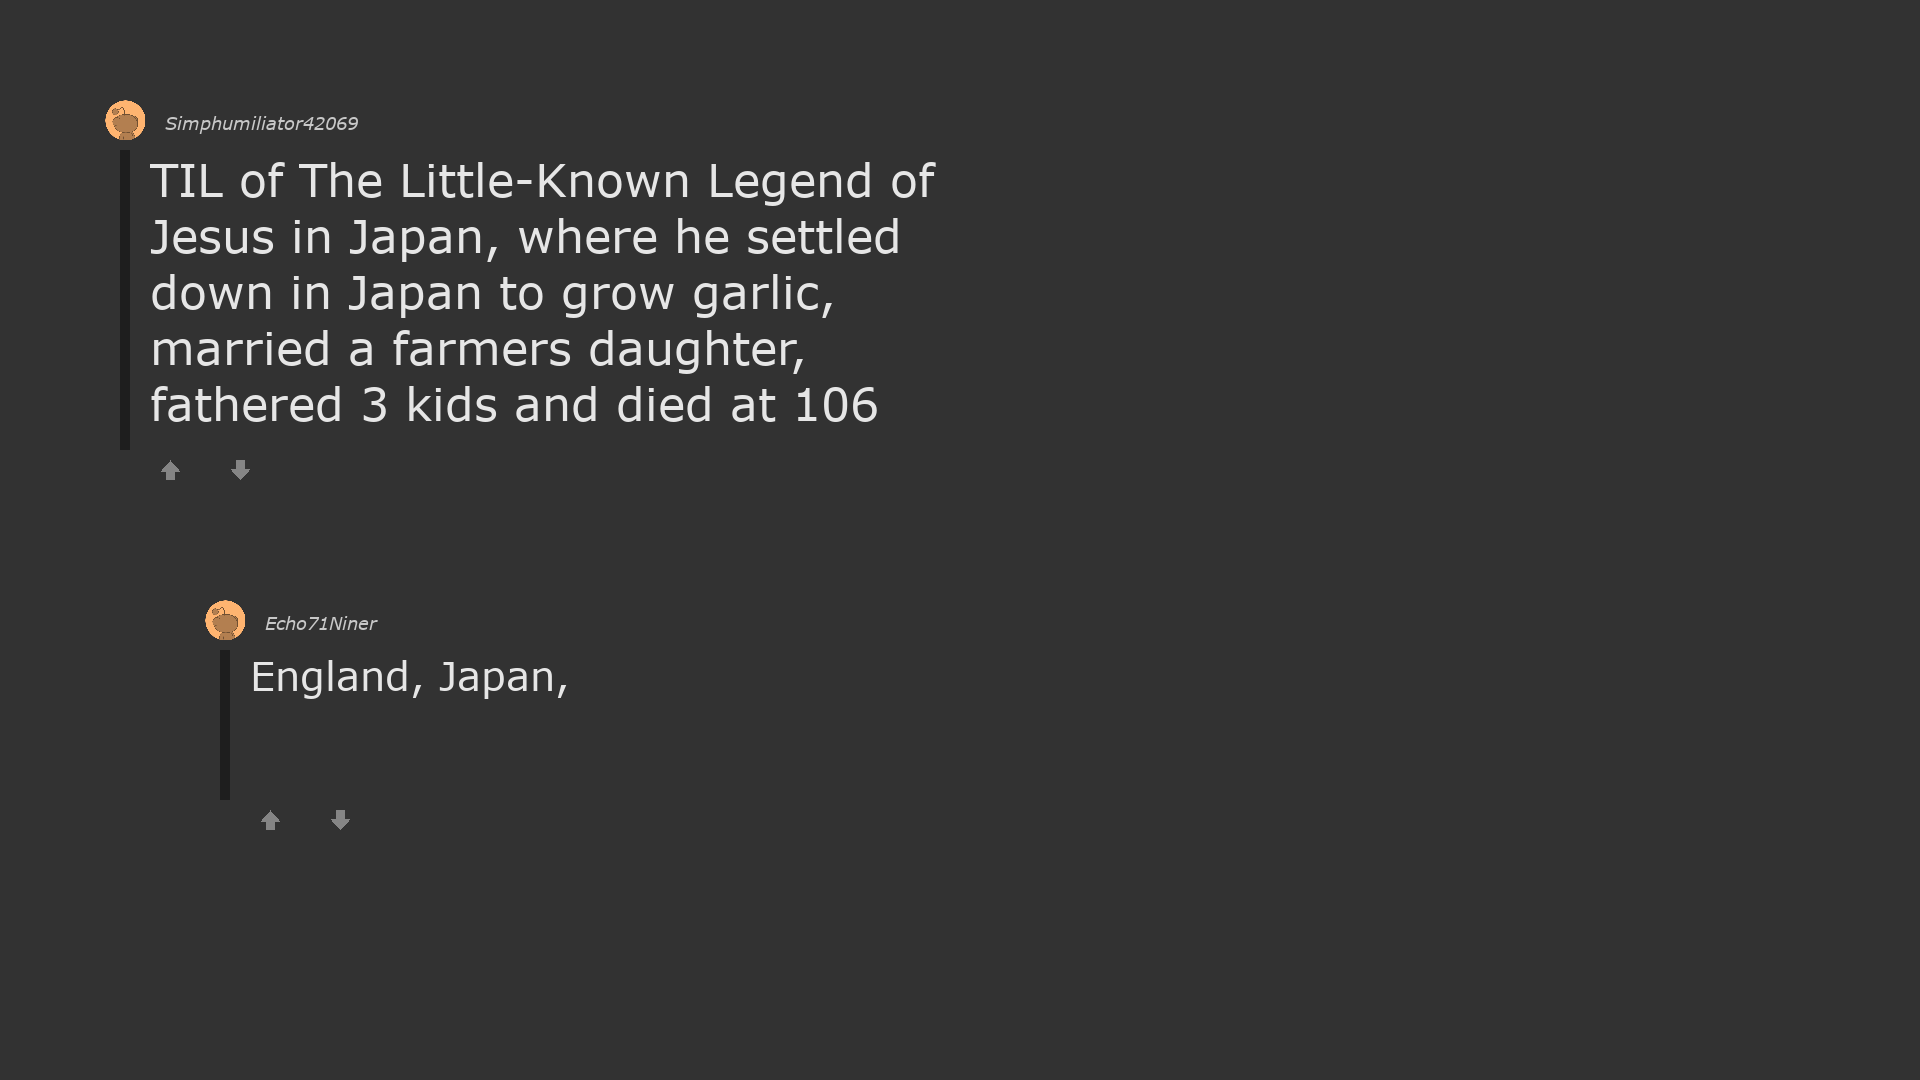 Simphumiliator42069
TIL of The Little-Known Legend of
Jesus in Japan, where he settled
down in Japan to grow garlic,
married a farmers daughter,
fathered 3 kids and died at 106
Echo71Niner
England, Japan,